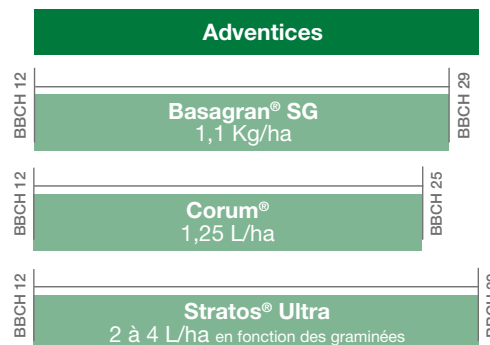 Adventices
BBCH 12
BBCH 29
Basagran® SG
1,1 Kg/ha
BBCH 12
BBCH 25
Corum®
1,25 L/ha
BBCH 12
Stratos® Ultra
2 à 4 L/ha en fonction des graminées